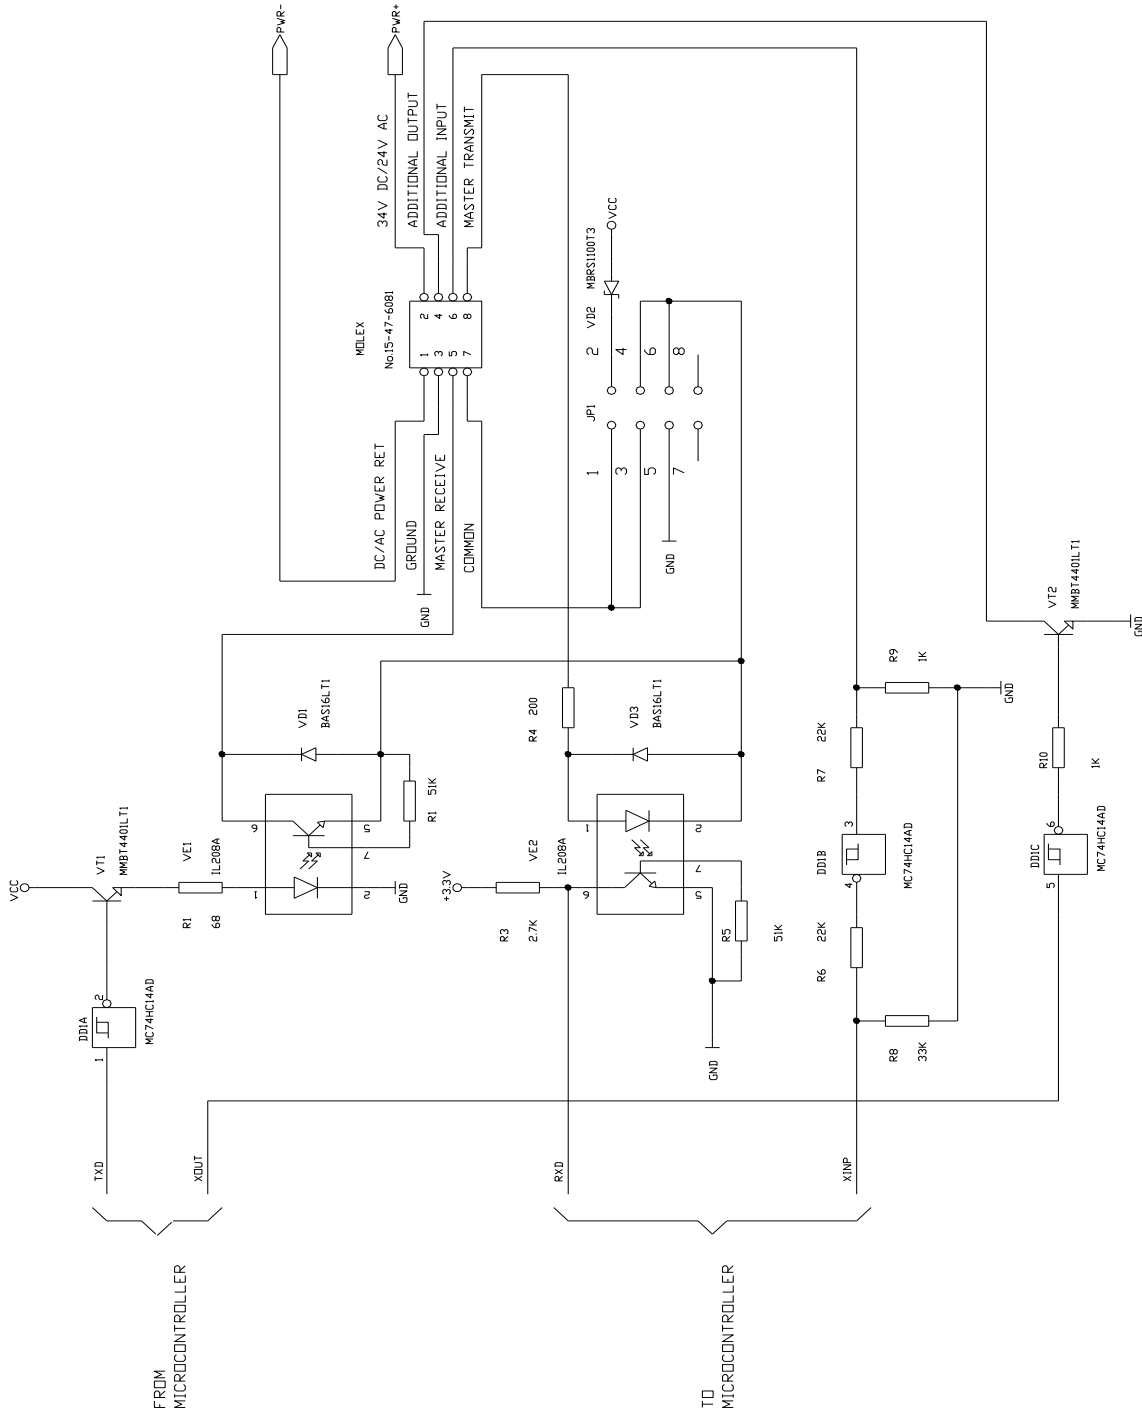 FROM
MICROCONTROLLER
TXD
XOUT
TO
MICROCONTROLLER
RXD
XINP
DD1A
1
2
MC74HC14AD
VCC
VT1
MMBT4401LT1
R1
68
VE1
IL208A
1
2
GND
6
5
7
VD1
BAS16LT1
R1
51K
+3.3V
R3
2.7K
VE2
IL208A
6
5
7
1
2
R5
51K
GND
R4
200
VD3
BAS16LT1
R8
33K
R6
22K
4
3
DD1B
MC74HC14AD
R7
22K
R9
1K
GND
5
6
DD1C
MC74HC14AD
R10
1K
VT2
MMBT4401LT1
GND
GND
DC/AC POWER RET
GROUND
MASTER RECEIVE
COMMON
MOLEX
No.15-47-6081
1
3
5
7
2
4
6
8
34V DC/24V AC
ADDITIONAL OUTPUT
ADDITIONAL INPUT
MASTER TRANSMIT
PWR-
PWR+
JP1
1
3
5
7
2
4
6
8
GND
VD2
MBRS1100T3
VCC